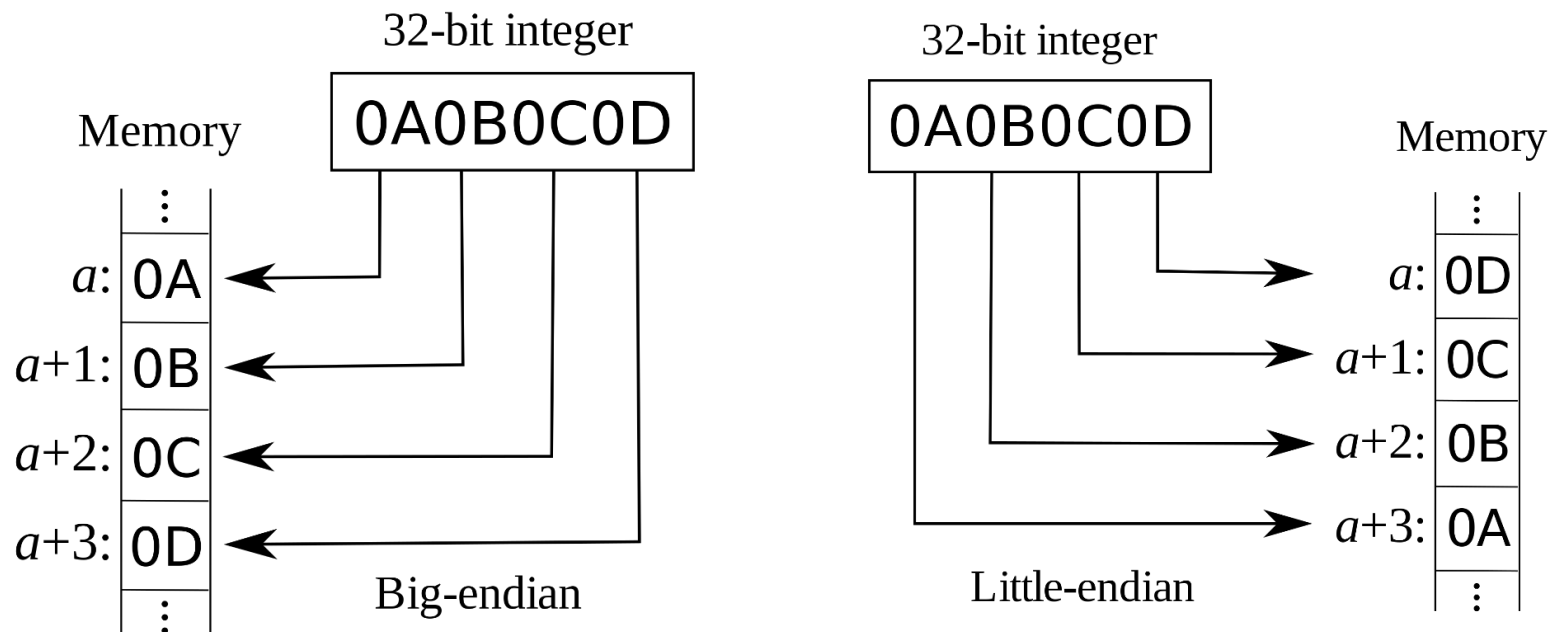 32-bit integer
0A0B0C0D
Memory
⋮
a: 0A
a+1: 0B
a+2: 0C
a+3: 0D
⋮
Big-endian
32-bit integer
0A0B0C0D
Memory
⋮
a: 0D
a+1: 0C
a+2: 0B
a+3: 0A
⋮
Little-endian